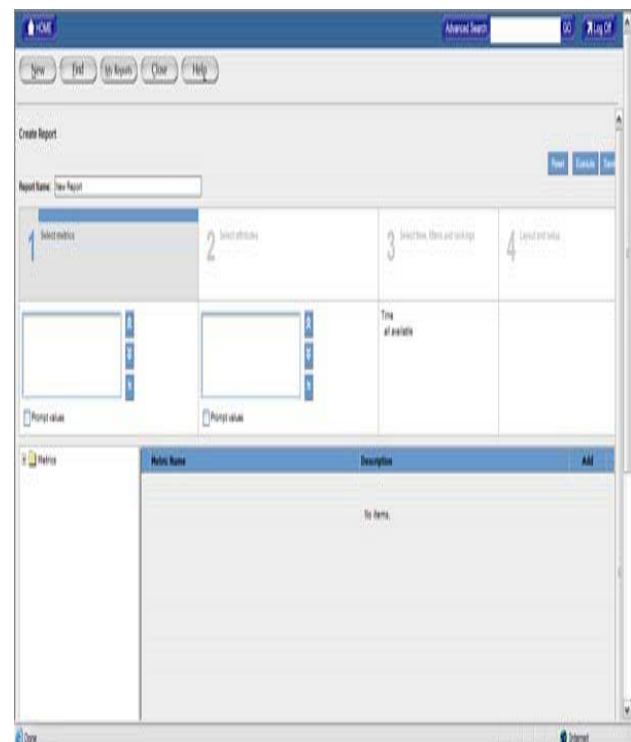 HOME
Advanced Search
GO
Log Off
New
Find
My Reports
Close
Help
Create Report
Reset
Execute
Report Name: New Report
1 Select metrics
2 Select attributes
3 Select time, filters and rankings
4 Layout and setup
Time
all available
Prompt values
Prompt values
Metrics
Metric Name
Description
Add
No items.
Done
Internet